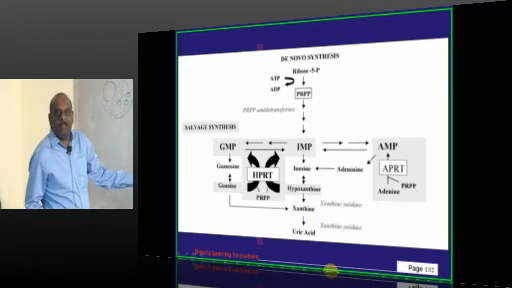 DE NOVO SYNTHESIS
Ribose-5-P
ATP
ADP
PRPP
PRPP amidotransferase
SALVAGE SYNTHESIS
GMP
IMP
AMP
Guanosine
Inosine
Adenosine
APRT
HPRT
Guanine
Hypoxanthine
Adenine
PRPP
PRPP
Xanthine
Xanthine oxidase
Xanthine oxidase
Uric Acid
Page 132